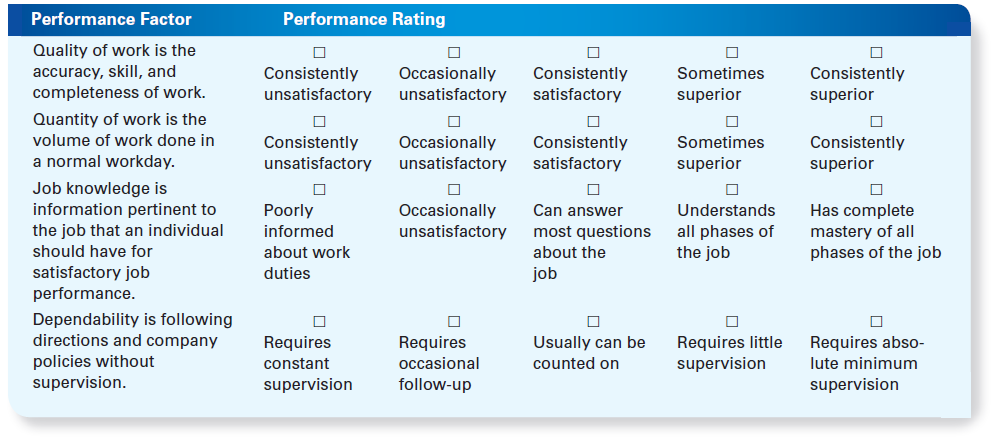 Performance Factor Performance Rating
Quality of work is the
accuracy, skill, and
completeness of work.
☐ Consistently
unsatisfactory
☐ Occasionally
unsatisfactory
☐ Consistently
satisfactory
☐ Sometimes
superior
☐ Consistently
superior
Quantity of work is the
volume of work done in
a normal workday.
☐ Consistently
unsatisfactory
☐ Occasionally
unsatisfactory
☐ Consistently
satisfactory
☐ Sometimes
superior
☐ Consistently
superior
Job knowledge is
information pertinent to
the job that an individual
should have for
satisfactory job
performance.
☐ Poorly
informed
about work
duties
☐ Occasionally
unsatisfactory
☐ Can answer
most questions
about the
job
☐ Understands
all phases of
the job
☐ Has complete
mastery of all
phases of the job
Dependability is following
directions and company
policies without
supervision.
☐ Requires
constant
supervision
☐ Requires
occasional
follow-up
☐ Usually can be
counted on
☐ Requires little
supervision
☐ Requires abso-
lute minimum
supervision